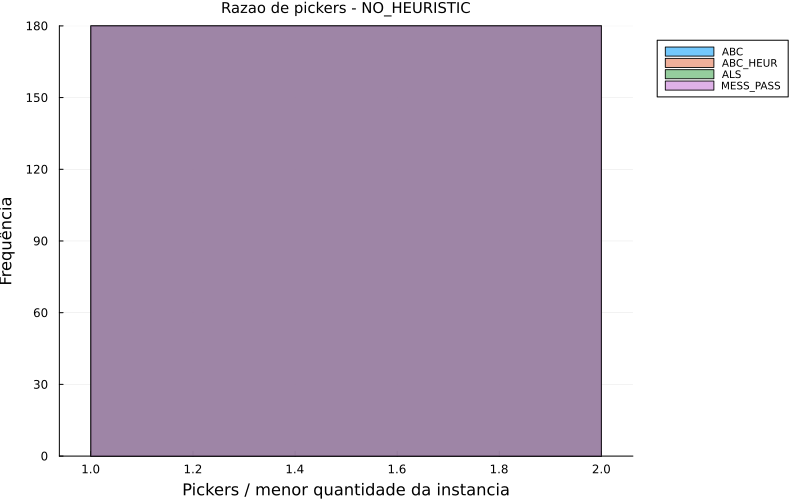 Razao de pickers - NO_HEURISTIC
180
150
120
90
60
30
0
Frequência
1.0 1.2 1.4 1.6 1.8 2.0
Pickers / menor quantidade da instancia
ABC
ABC_HEUR
ALS
MESS_PASS